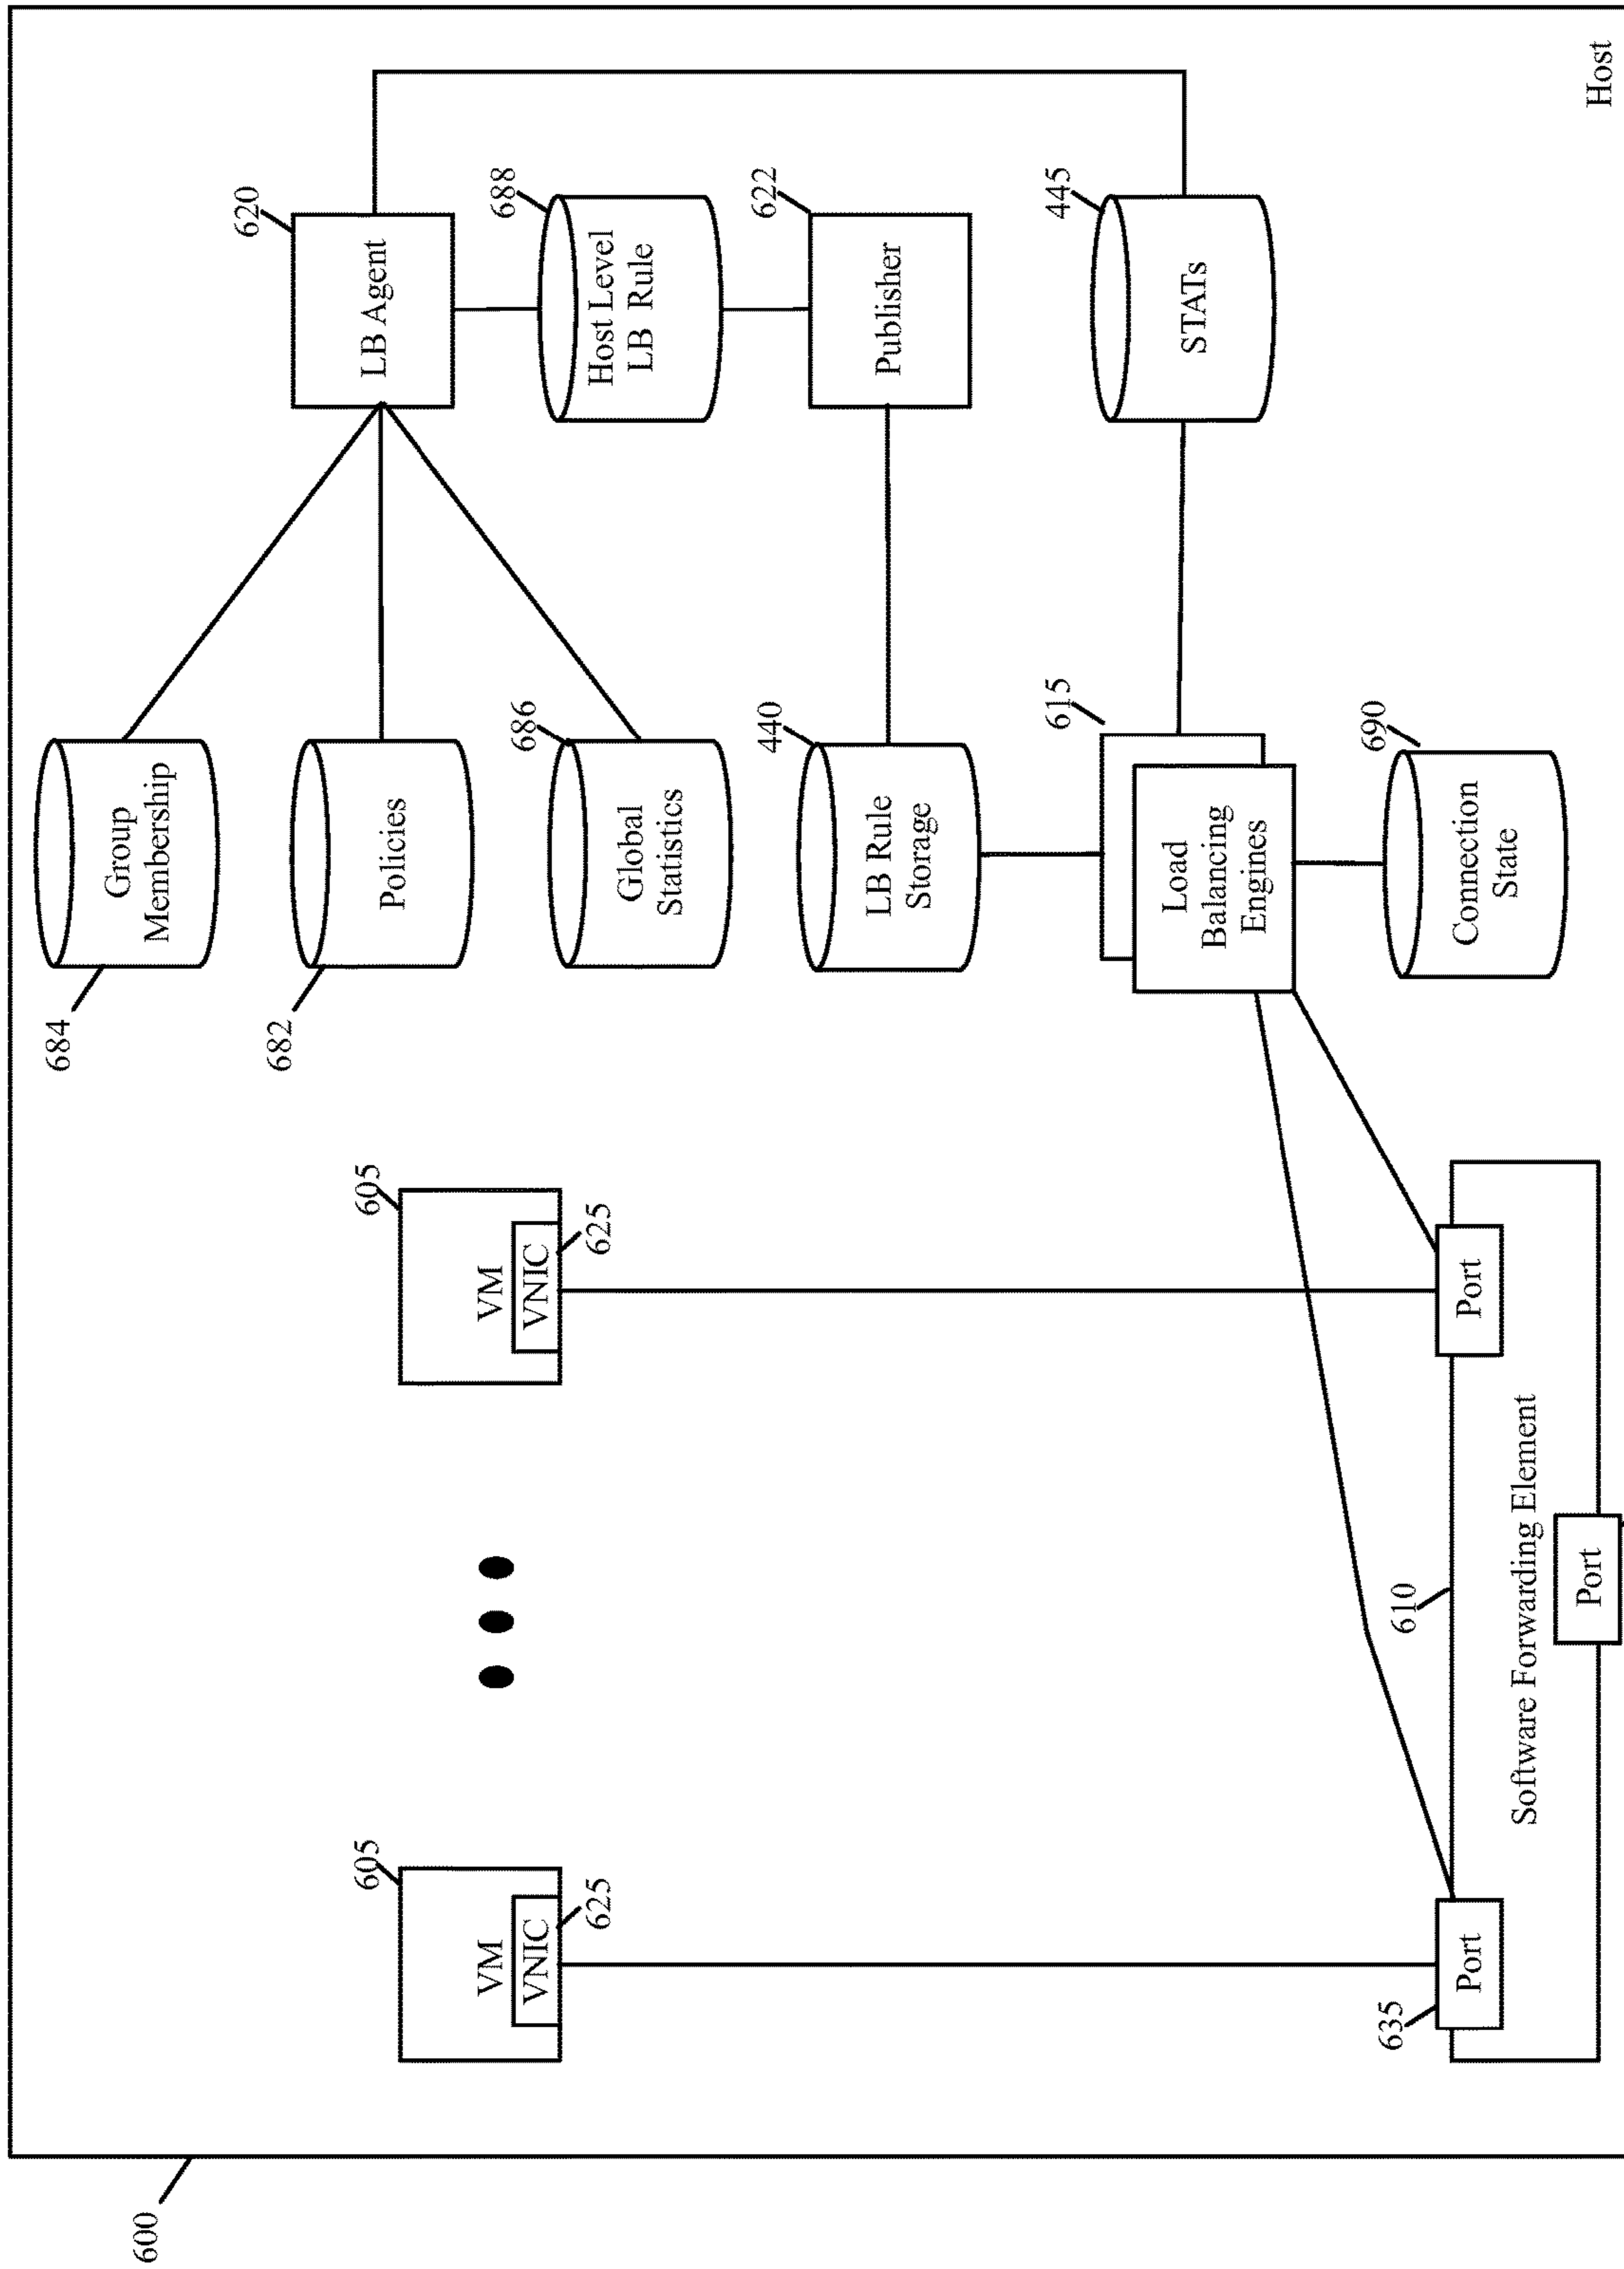 600
605
VM
VNIC
625
605
VM
VNIC
625
635
Port
610
Software Forwarding Element
Port
Port
684
Group
Membership
682
Policies
686
Global
Statistics
440
LB Rule
Storage
615
Load
Balancing
Engines
690
Connection
State
620
LB Agent
688
Host Level
LB Rule
622
Publisher
445
STATs
Host